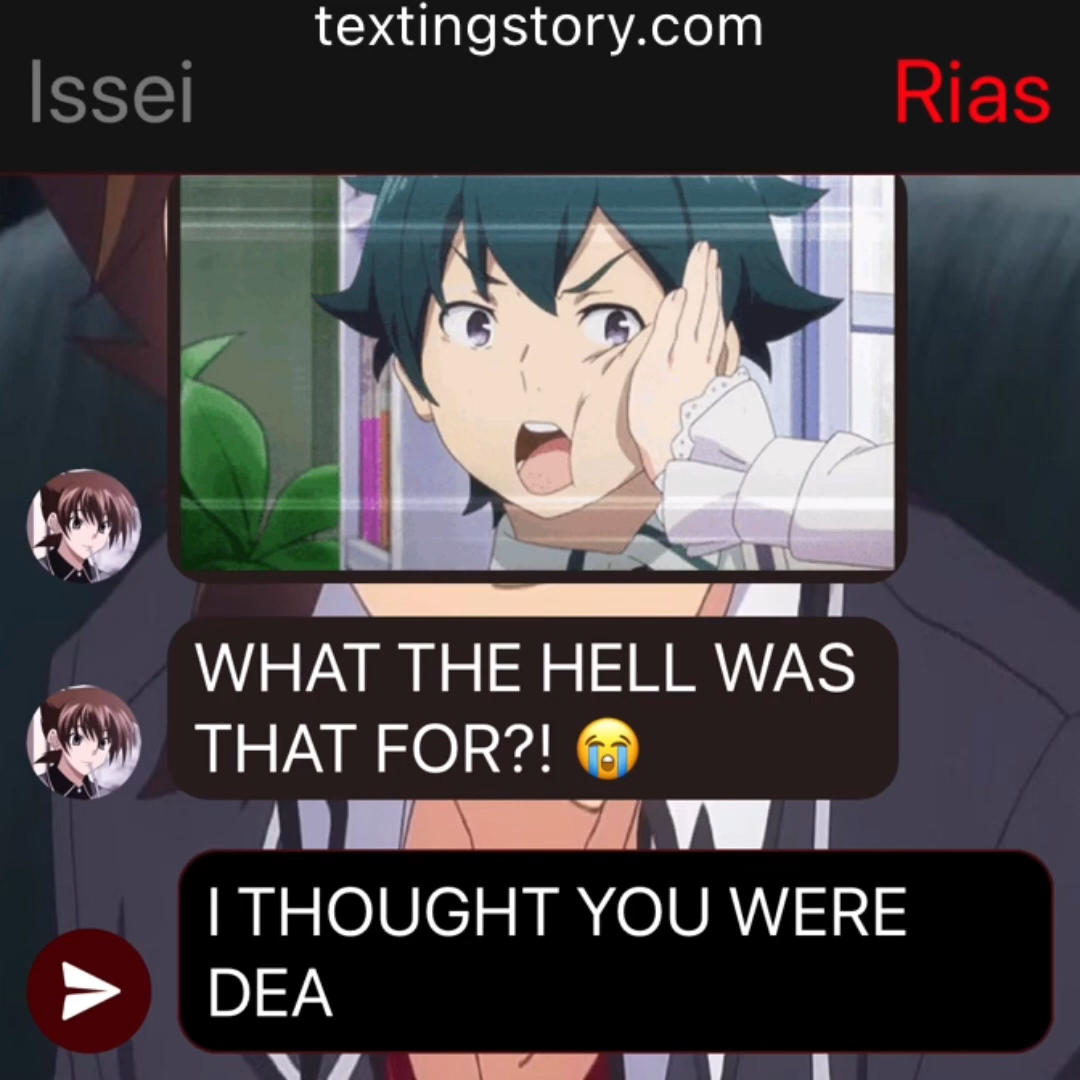 textingstory.com
Issei
Rias
WHAT THE HELL WAS
THAT FOR?! 😭
I THOUGHT YOU WERE
DEA